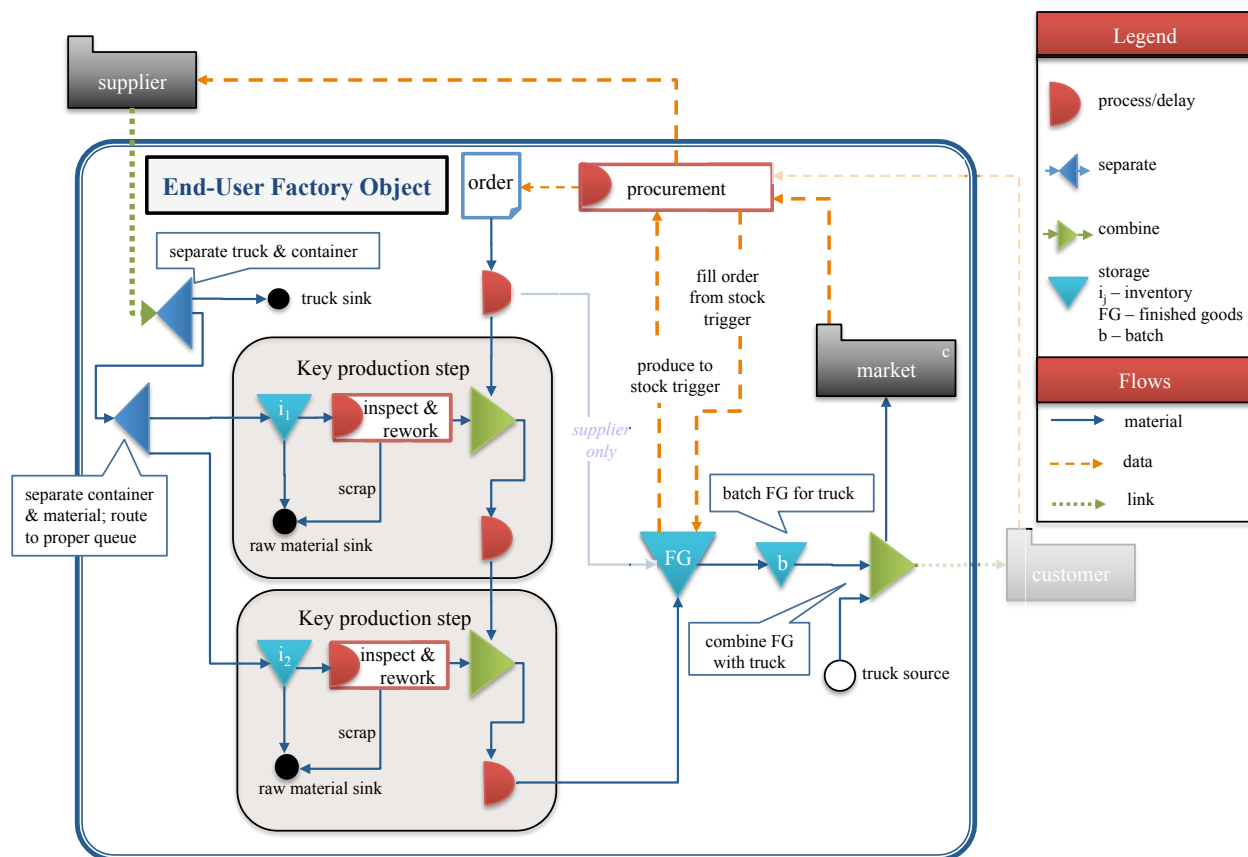 supplier
End-User Factory Object
order
procurement
separate truck & container
truck sink
fill order
from stock
trigger
produce to
stock trigger
market
c
Key production step
i1
inspect &
rework
scrap
raw material sink
supplier
only
separate container
& material; route
to proper queue
batch FG for truck
FG
b
customer
combine FG
with truck
truck source
Key production step
i2
inspect &
rework
scrap
raw material sink
Legend
process/delay
separate
combine
storage
ij – inventory
FG – finished goods
b – batch
Flows
material
data
link